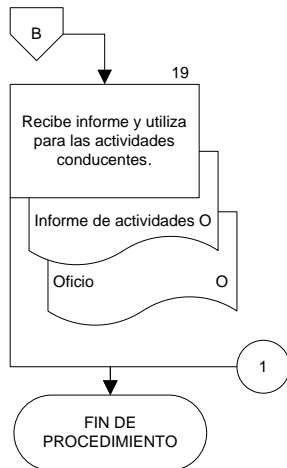 B
19
Recibe informe y utiliza
para las actividades
conducentes.
Informe de actividades O
Oficio O
1
FIN DE
PROCEDIMIENTO